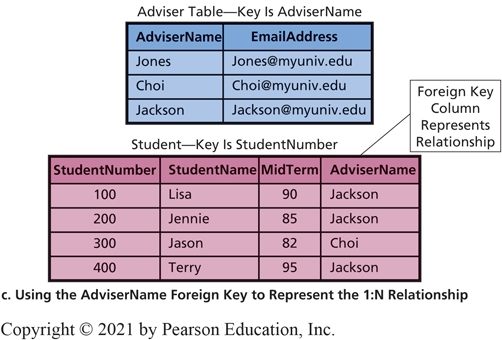 Adviser Table—Key Is AdviserName
AdviserName EmailAddress
Jones Jones@myuniv.edu
Choi Choi@myuniv.edu
Jackson Jackson@myuniv.edu
Foreign Key
Column
Represents
Relationship
Student—Key Is StudentNumber
StudentNumber StudentName MidTerm AdviserName
100 Lisa 90 Jackson
200 Jennie 85 Jackson
300 Jason 82 Choi
400 Terry 95 Jackson
c. Using the AdviserName Foreign Key to Represent the 1:N Relationship
Copyright © 2021 by Pearson Education, Inc.